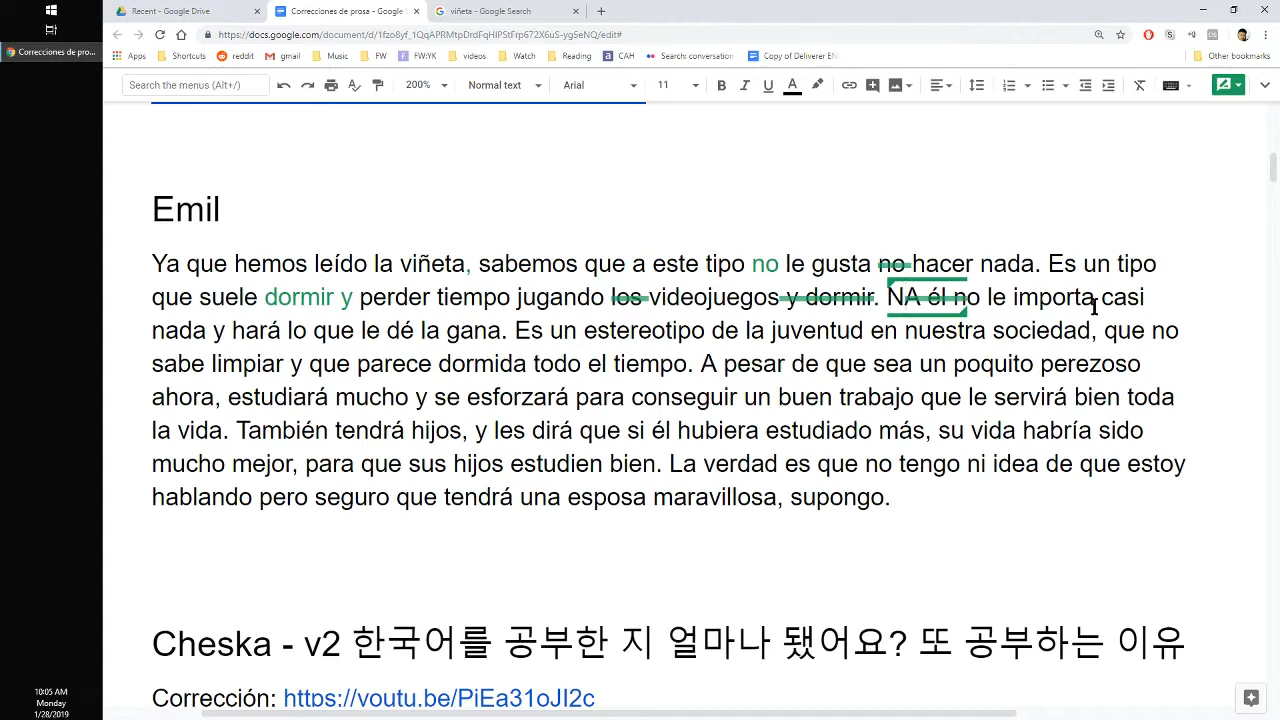 Recent - Google Drive
Correcciones de prosa - Google
viñeta - Google Search
Correcciones de pro...
https://docs.google.com/document/d/1fzo8yf_1QqAPRMtpDrdFqHlPStFrp672X6uS-yg5eNQ/edit#
Apps Shortcuts reddit gmail Music FW FW:YK videos Watch Reading CAH Search: conversation Copy of Deliver EN Other bookmarks
Search the menus (Alt+/) 200% Normal text Arial 11
Emil
Ya que hemos leído la viñeta, sabemos que a este tipo no le gusta no hacer nada. Es un tipo
que suele dormir y perder tiempo jugando los videojuegos y dormir. NA él no le importa casi
nada y hará lo que le dé la gana. Es un estereotipo de la juventud en nuestra sociedad, que no
sabe limpiar y que parece dormida todo el tiempo. A pesar de que sea un poquito perezoso
ahora, estudiará mucho y se esforzará para conseguir un buen trabajo que le servirá bien toda
la vida. También tendrá hijos, y les dirá que si él hubiera estudiado más, su vida habría sido
mucho mejor, para que sus hijos estudien bien. La verdad es que no tengo ni idea de que estoy
hablando pero seguro que tendrá una esposa maravillosa, supongo.
Cheska - v2 한국어를 공부한 지 얼마나 됐어요? 또 공부하는 이유
Corrección: https://youtu.be/PiEa31oJI2c
10:05 AM
Monday
1/28/2019